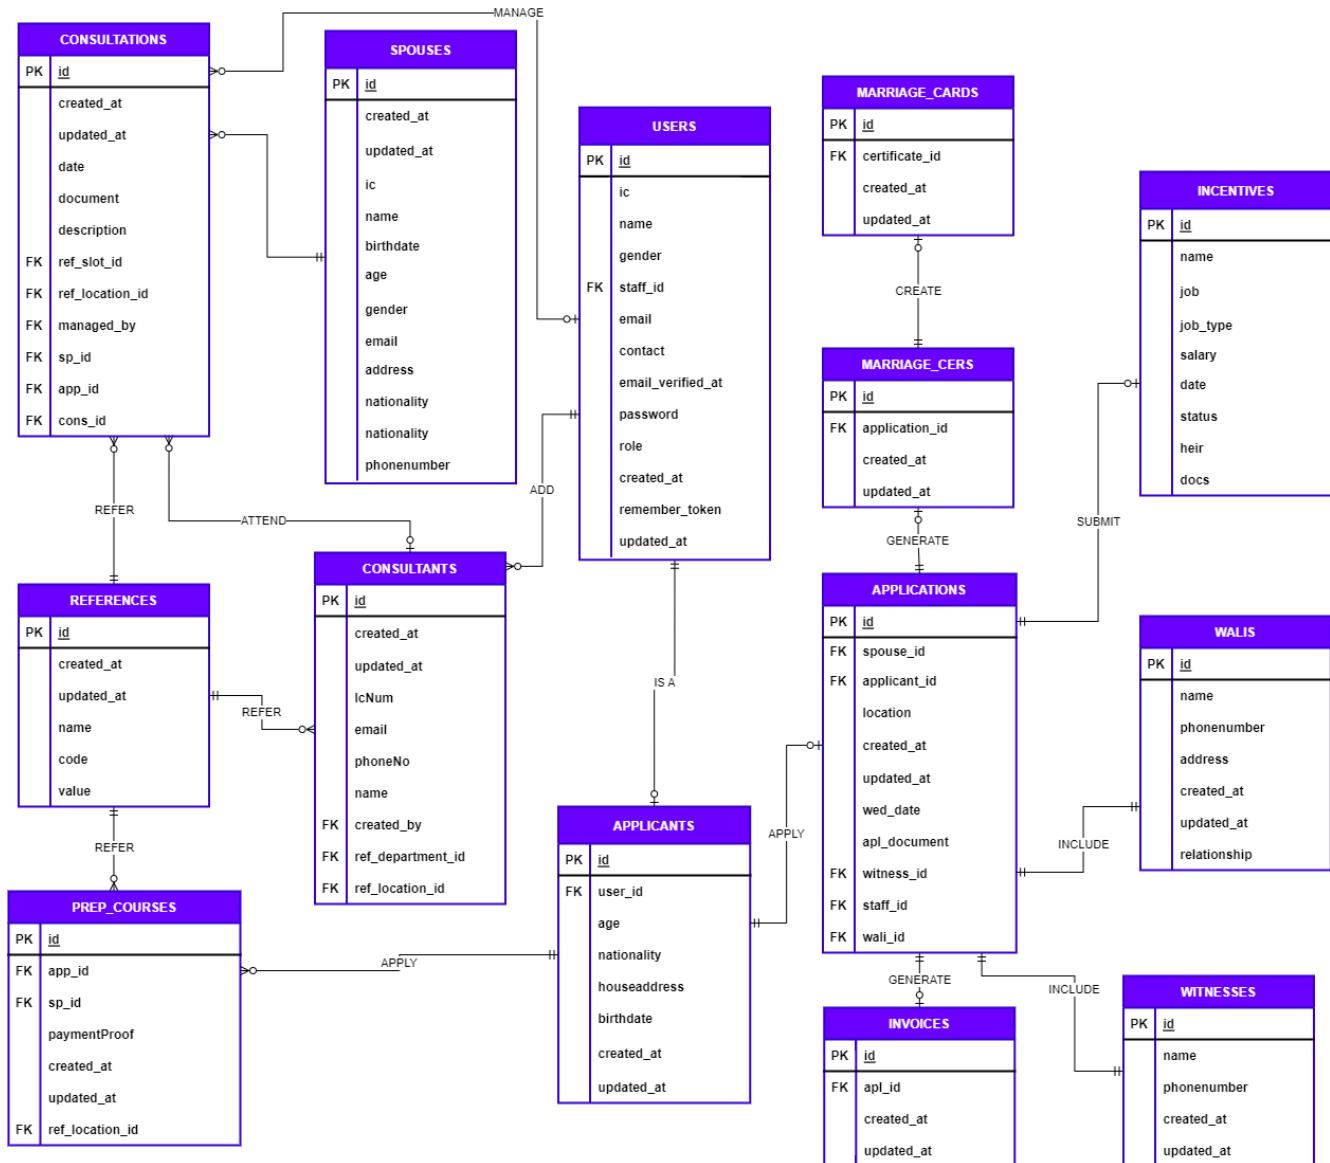 MANAGE
CONSULTATIONS
PK id
created_at
updated_at
date
document
description
FK ref_slot_id
FK ref_location_id
FK managed_by
FK sp_id
FK app_id
FK cons_id
SPOUSES
PK id
created_at
updated_at
ic
name
birthdate
age
gender
email
address
nationality
nationality
phonenumber
USERS
PK id
ic
name
gender
FK staff_id
email
contact
email_verified_at
password
role
created_at
remember_token
updated_at
MARRIAGE_CARDS
PK id
FK certificate_id
created_at
updated_at
CREATE
MARRIAGE_CERS
PK id
FK application_id
created_at
updated_at
GENERATE
INCENTIVES
PK id
name
job
job_type
salary
date
status
heir
docs
SUBMIT
REFER
ATTEND
ADD
REFERENCES
PK id
created_at
updated_at
name
code
value
REFER
CONSULTANTS
PK id
created_at
updated_at
IcNum
email
phoneNo
name
FK created_by
FK ref_department_id
FK ref_location_id
IS A
APPLICATIONS
PK id
FK spouse_id
FK applicant_id
location
created_at
updated_at
wed_date
apl_document
FK witness_id
FK staff_id
FK wali_id
WALIS
PK id
name
phonenumber
address
created_at
updated_at
relationship
INCLUDE
REFER
PREP_COURSES
PK id
FK app_id
FK sp_id
paymentProof
created_at
updated_at
FK ref_location_id
APPLY
APPLICANTS
PK id
FK user_id
age
nationality
houseaddress
birthdate
created_at
updated_at
APPLY
GENERATE
INCLUDE
INVOICES
PK id
FK apl_id
created_at
updated_at
WITNESSES
PK id
name
phonenumber
created_at
updated_at